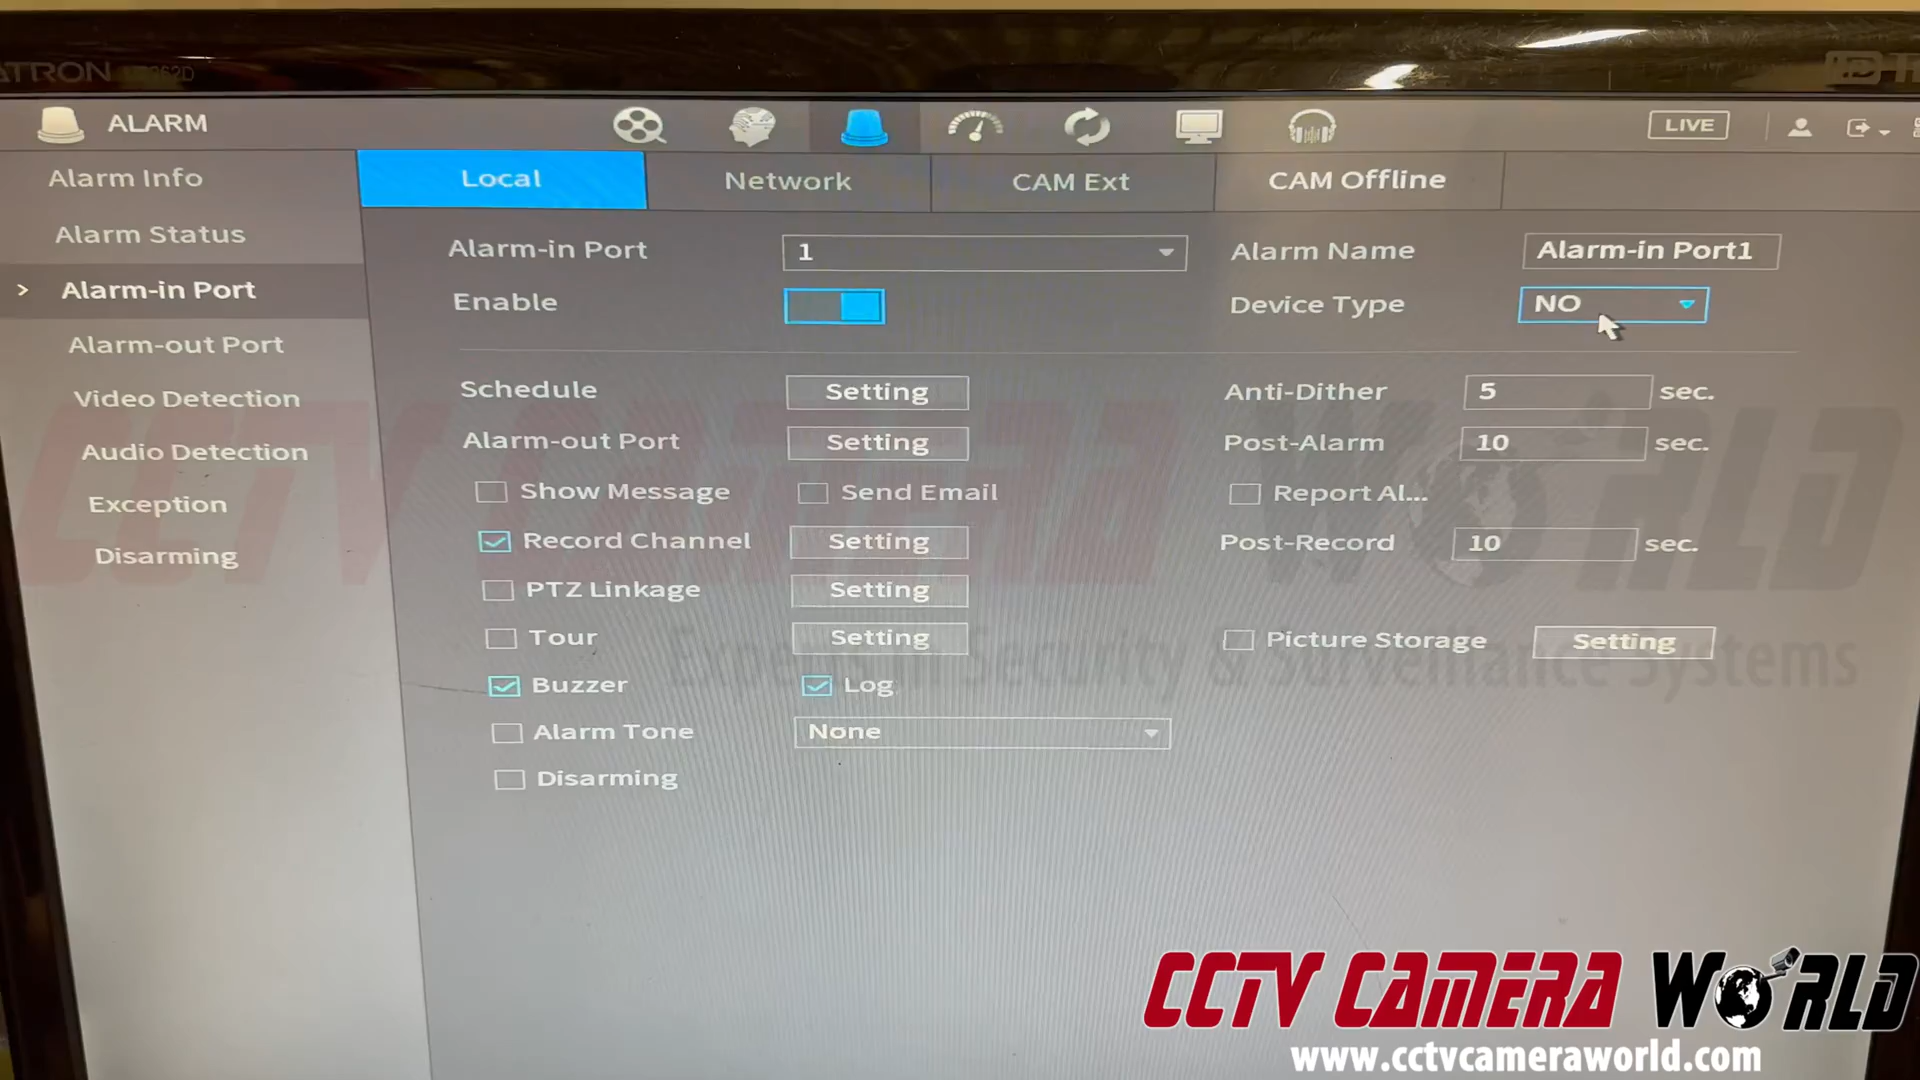 ALARM
LIVE
Alarm Info
Local
Network
CAM Ext
CAM Offline
Alarm Status
Alarm-in Port
1
Alarm Name
Alarm-in Port1
> Alarm-in Port
Enable
Device Type
NO
Alarm-out Port
Video Detection
Schedule
Setting
Anti-Dither
5
sec.
Audio Detection
Alarm-out Port
Setting
Post-Alarm
10
sec.
Exception
Show Message
Send Email
Report Al...
Disarming
Record Channel
Setting
Post-Record
10
sec.
PTZ Linkage
Setting
Tour
Setting
Picture Storage
Setting
Buzzer
Log
Alarm Tone
None
Disarming
CCTV CAMERA WORLD
www.cctvcameraworld.com